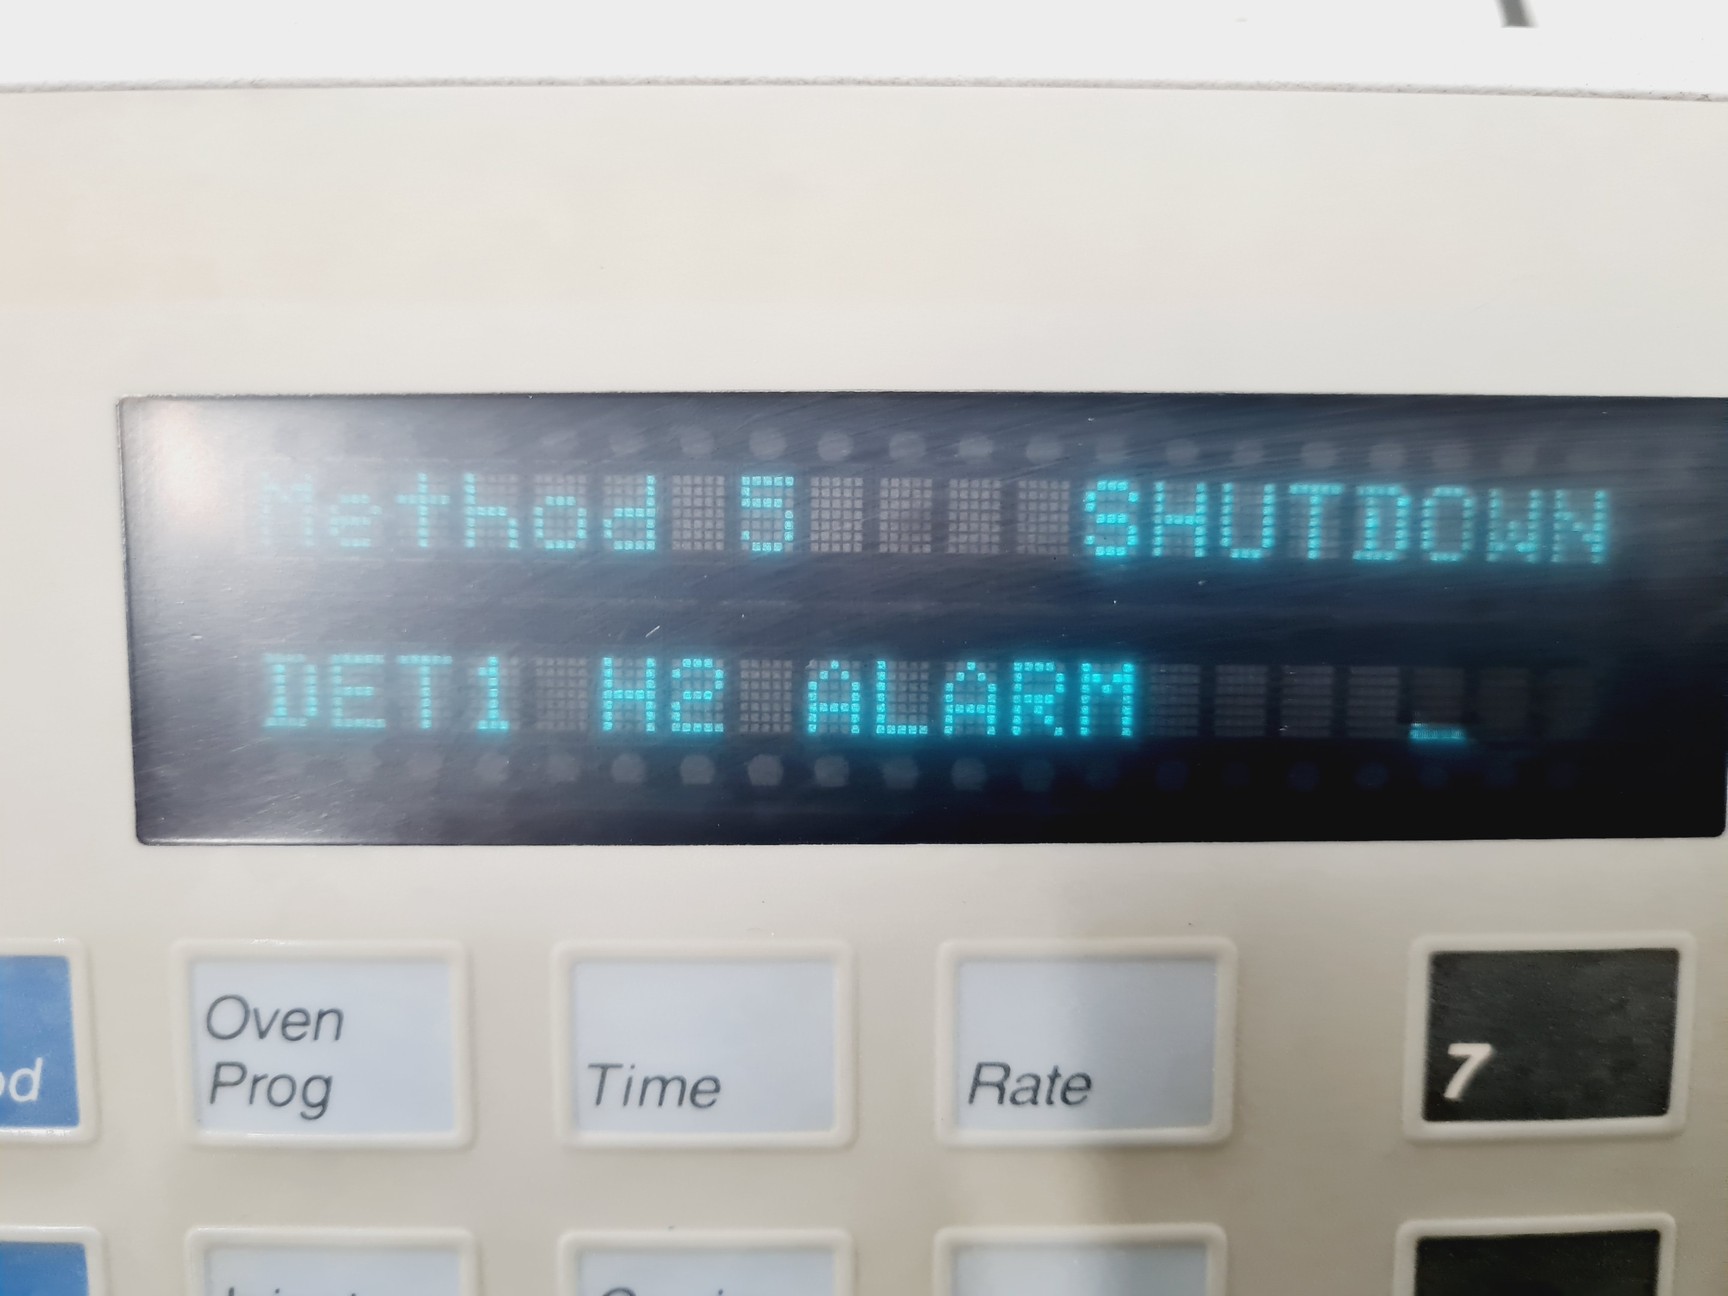 Method 5 SHUTDOWN
DET1 H2 ALARM _
Oven
Prog
Time
Rate
7